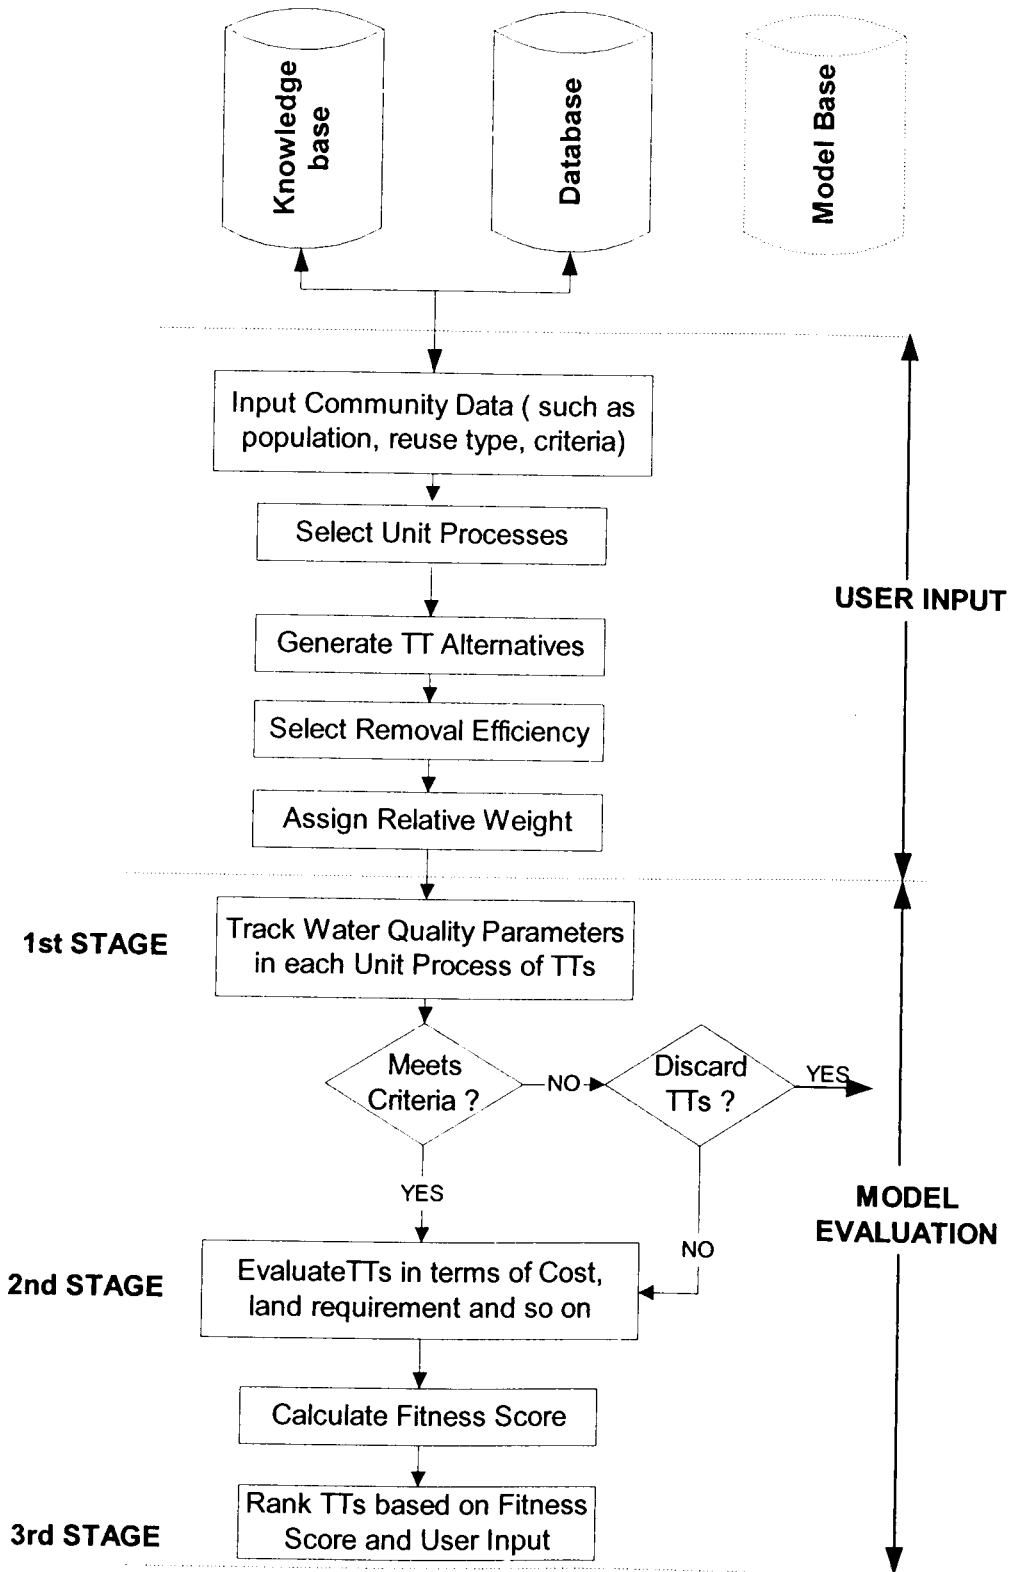 Knowledge
base
Database
Model Base
Input Community Data ( such as
population, reuse type, criteria)
Select Unit Processes
USER INPUT
Generate TT Alternatives
Select Removal Efficiency
Assign Relative Weight
1st STAGE
Track Water Quality Parameters
in each Unit Process of TTs
Meets
Criteria ?
NO
Discard
TTs ?
YES
YES
NO
MODEL
EVALUATION
2nd STAGE
EvaluateTTs in terms of Cost,
land requirement and so on
Calculate Fitness Score
3rd STAGE
Rank TTs based on Fitness
Score and User Input